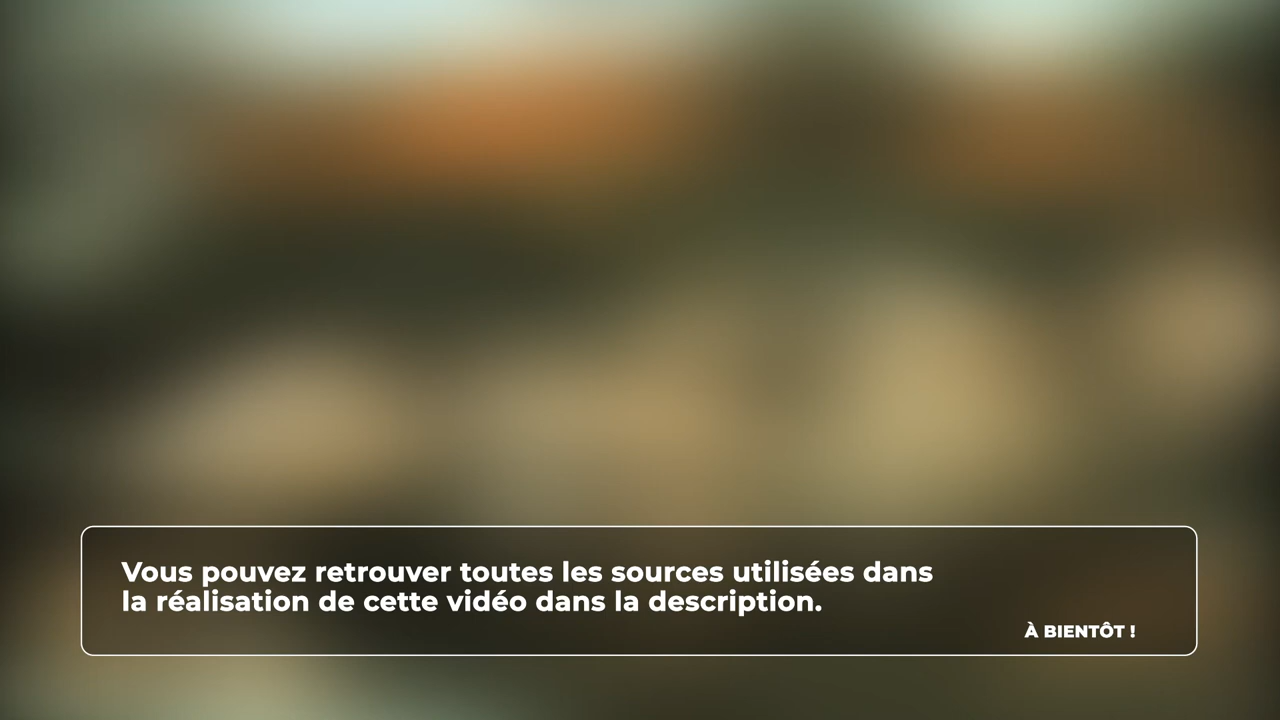 Vous pouvez retrouver toutes les sources utilisées dans
la réalisation de cette vidéo dans la description.
À BIENTÔT !